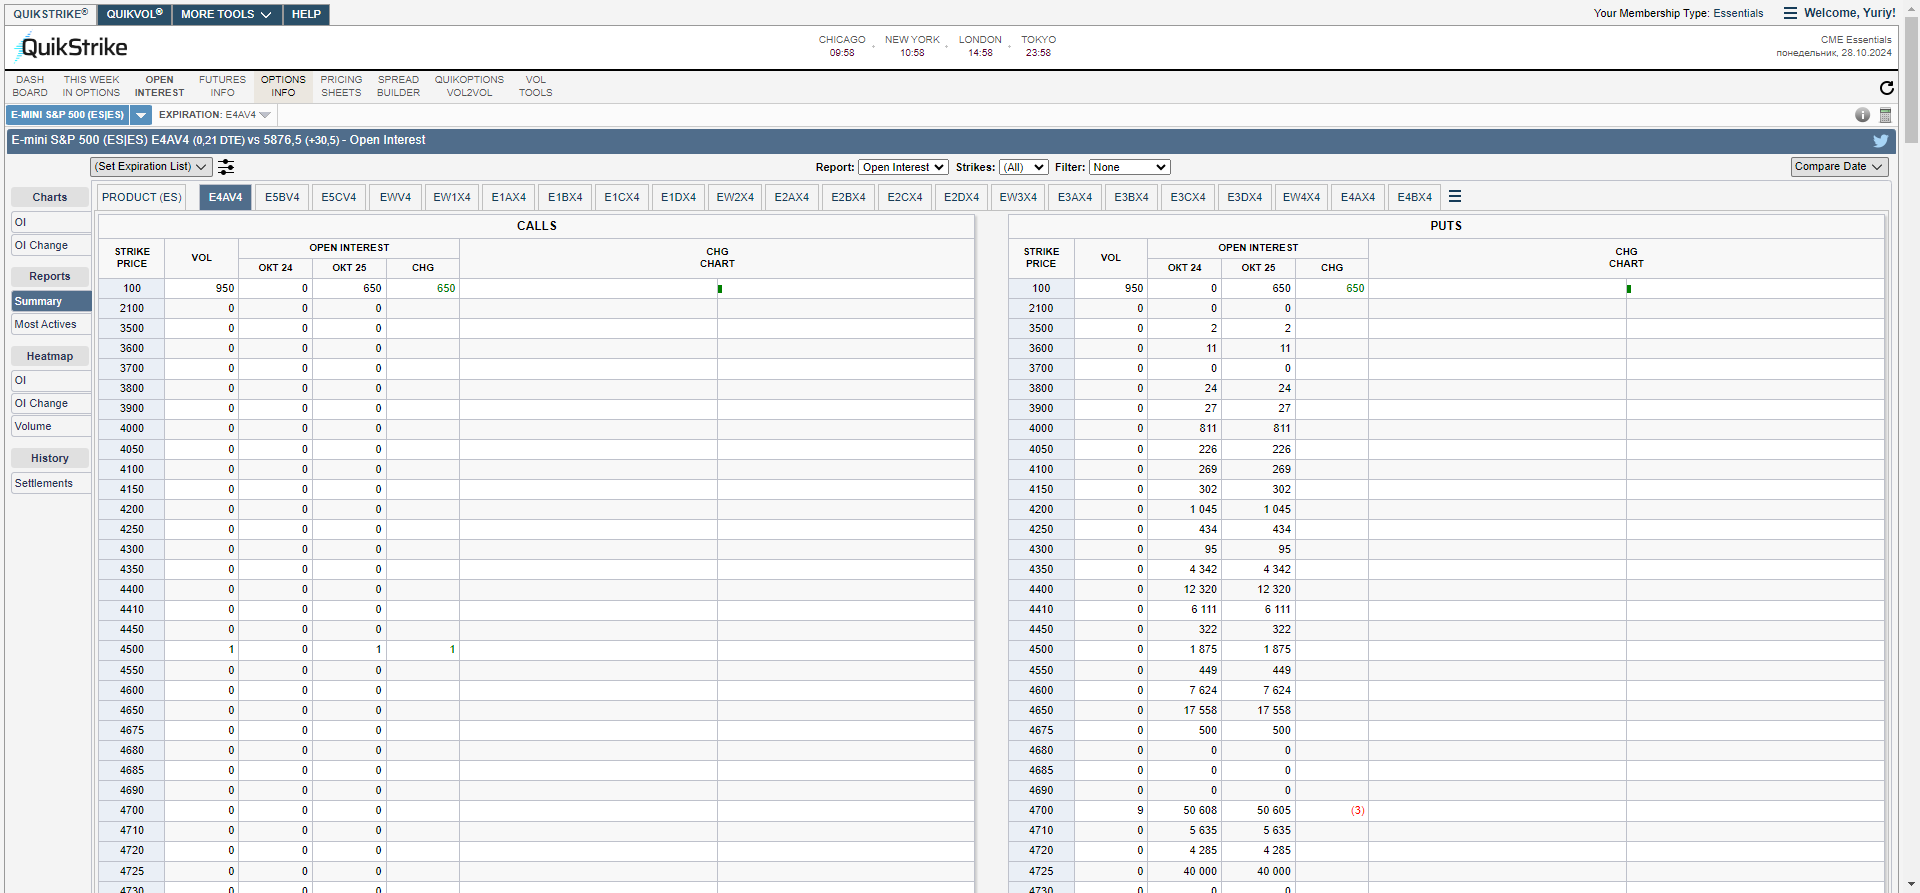 QUIKSTRIKE® QUIKVOL® MORE TOOLS HELP Your Membership Type: Essentials Welcome, Yuriy!
QuikStrike CHICAGO NEW YORK LONDON TOKYO CME Essentials
09:58 10:58 14:58 23:58 понедельник, 28.10.2024
DASH THIS WEEK OPEN FUTURES OPTIONS PRICING SPREAD QUIKOPTIONS VOL
BOARD IN OPTIONS INTEREST INFO INFO SHEETS BUILDER VOL2VOL TOOLS
E-MINI S&P 500 (ES|ES) EXPIRATION: E4AV4
E-mini S&P 500 (ES|ES) E4AV4 (0,21 DTE) vs 5876,5 (+30,5) - Open Interest
(Set Expiration List) Report: Open Interest Strikes: (All) Filter: None Compare Date
Charts
OI
OI Change
Reports
Summary
Most Actives
Heatmap
OI
OI Change
Volume
History
Settlements
PRODUCT (ES) E4AV4 E5BV4 E5CV4 EWV4 EW1X4 E1AX4 E1BX4 E1CX4 E1DX4 EW2X4 E2AX4 E2BX4 E2CX4 E2DX4 EW3X4 E3AX4 E3BX4 E3CX4 E3DX4 EW4X4 E4AX4 E4BX4
CALLS
STRIKE PRICE VOL OPEN INTEREST CHG CHART
OKT 24 OKT 25 CHG
100 950 0 650 650
2100 0 0 0
3500 0 0 0
3600 0 0 0
3700 0 0 0
3800 0 0 0
3900 0 0 0
4000 0 0 0
4050 0 0 0
4100 0 0 0
4150 0 0 0
4200 0 0 0
4250 0 0 0
4300 0 0 0
4350 0 0 0
4400 0 0 0
4410 0 0 0
4450 0 0 0
4500 1 0 1 1
4550 0 0 0
4600 0 0 0
4650 0 0 0
4675 0 0 0
4680 0 0 0
4685 0 0 0
4690 0 0 0
4700 0 0 0
4710 0 0 0
4720 0 0 0
4725 0 0 0
4730 0 0 0
PUTS
STRIKE PRICE VOL OPEN INTEREST CHG CHART
OKT 24 OKT 25 CHG
100 950 0 650 650
2100 0 0 0
3500 0 2 2
3600 0 11 11
3700 0 0 0
3800 0 24 24
3900 0 27 27
4000 0 811 811
4050 0 226 226
4100 0 269 269
4150 0 302 302
4200 0 1 045 1 045
4250 0 434 434
4300 0 95 95
4350 0 4 342 4 342
4400 0 12 320 12 320
4410 0 6 111 6 111
4450 0 322 322
4500 0 1 875 1 875
4550 0 449 449
4600 0 7 624 7 624
4650 0 17 558 17 558
4675 0 500 500
4680 0 0 0
4685 0 0 0
4690 0 0 0
4700 9 50 608 50 605 (3)
4710 0 5 635 5 635
4720 0 4 285 4 285
4725 0 40 000 40 000
4730 0 0 0